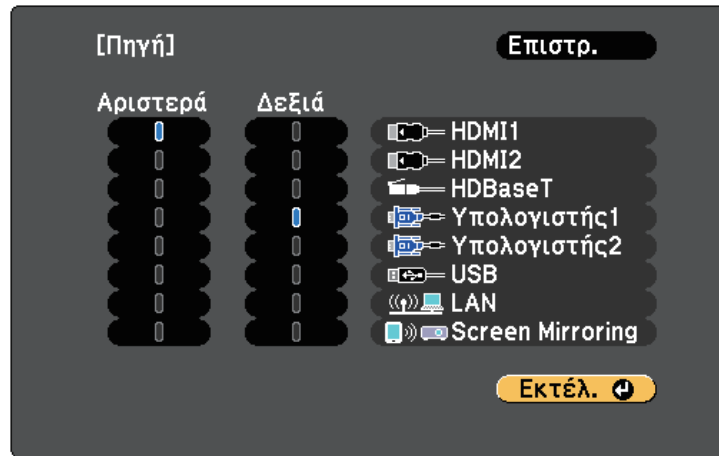 [Πηγή] Επιστρ.
Αριστερά Δεξιά
HDMI1
HDMI2
HDBaseT
Υπολογιστής1
Υπολογιστής2
USB
LAN
Screen Mirroring
Εκτέλ.